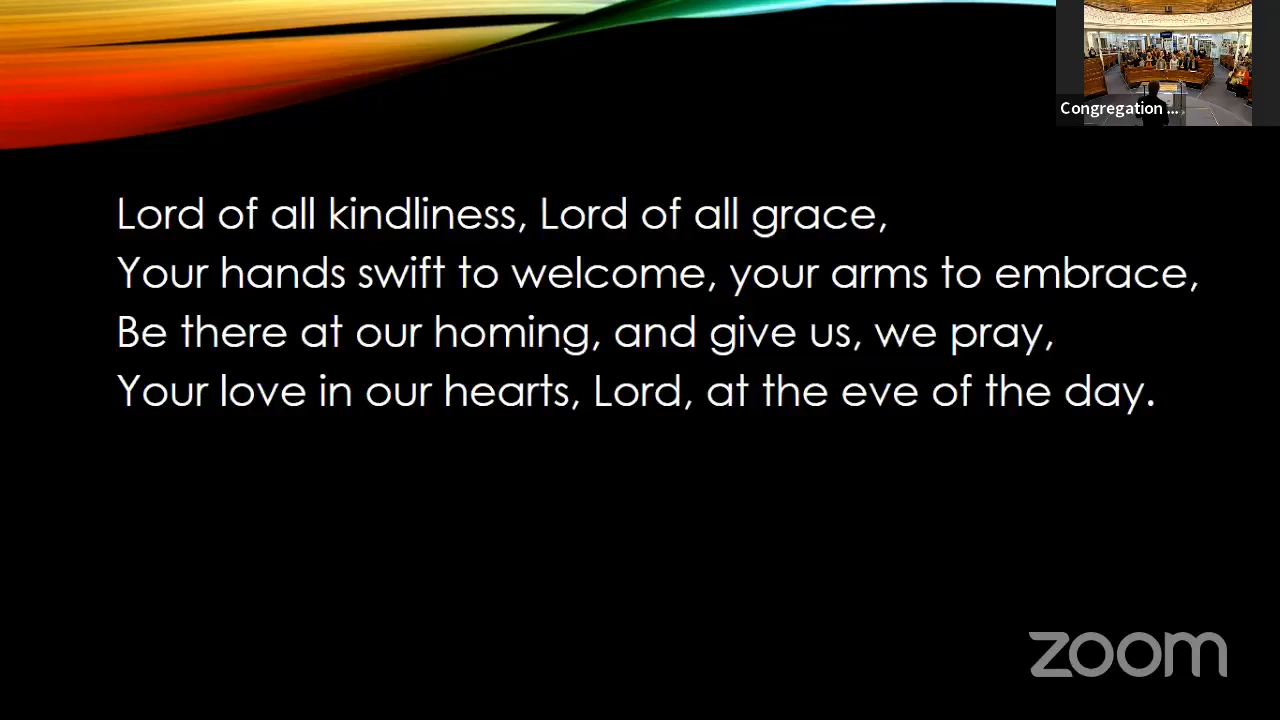 Congregation ...
Lord of all kindliness, Lord of all grace,
Your hands swift to welcome, your arms to embrace,
Be there at our homing, and give us, we pray,
Your love in our hearts, Lord, at the eve of the day.
zoom